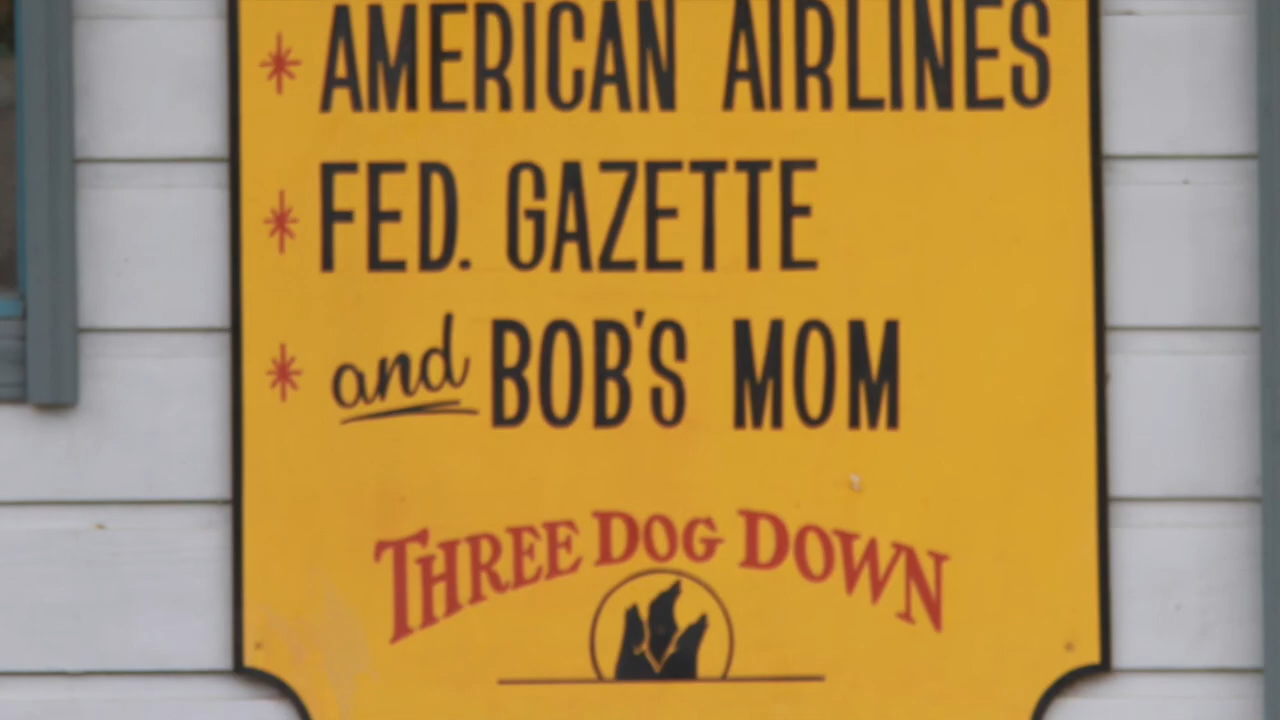 * AMERICAN AIRLINES
* FED. GAZETTE
* and BOB'S MOM
THREE DOG DOWN